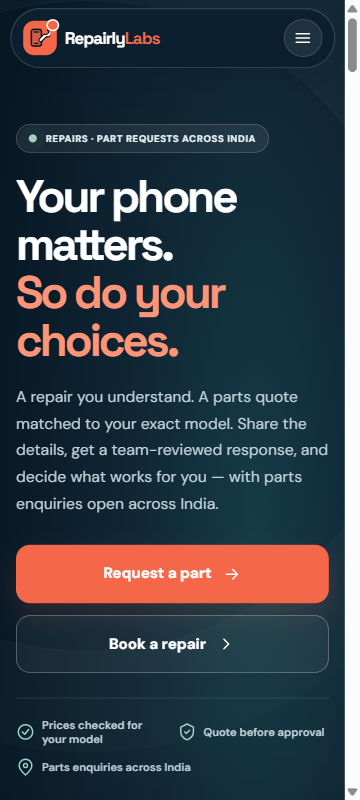 RepairlyLabs
REPAIRS · PART REQUESTS ACROSS INDIA
Your phone
matters.
So do your
choices.
A repair you understand. A parts quote
matched to your exact model. Share the
details, get a team-reviewed response, and
decide what works for you — with parts
enquiries open across India.
Request a part
Book a repair
Prices checked for
your model
Quote before approval
Parts enquiries across India